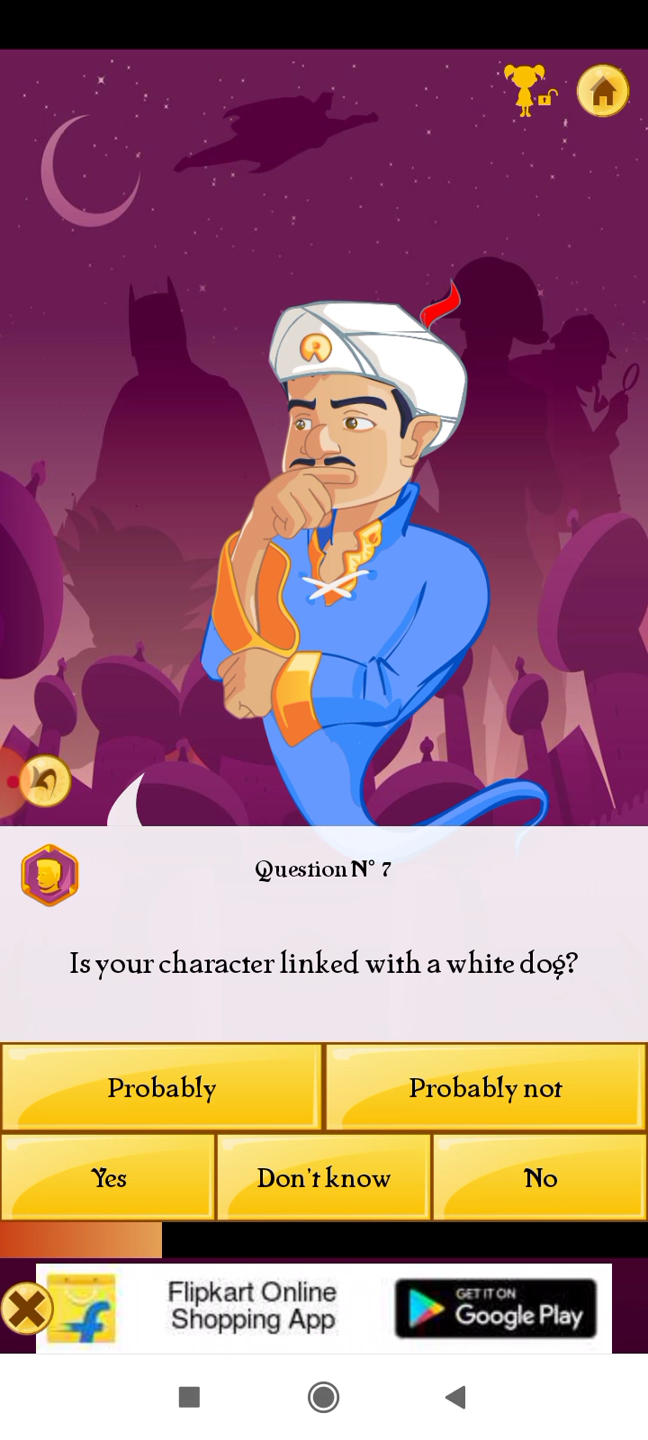 Question N° 7
Is your character linked with a white dog?
Probably
Probably not
Yes
Don't know
No
Flipkart Online
Shopping App
GET IT ON
Google Play